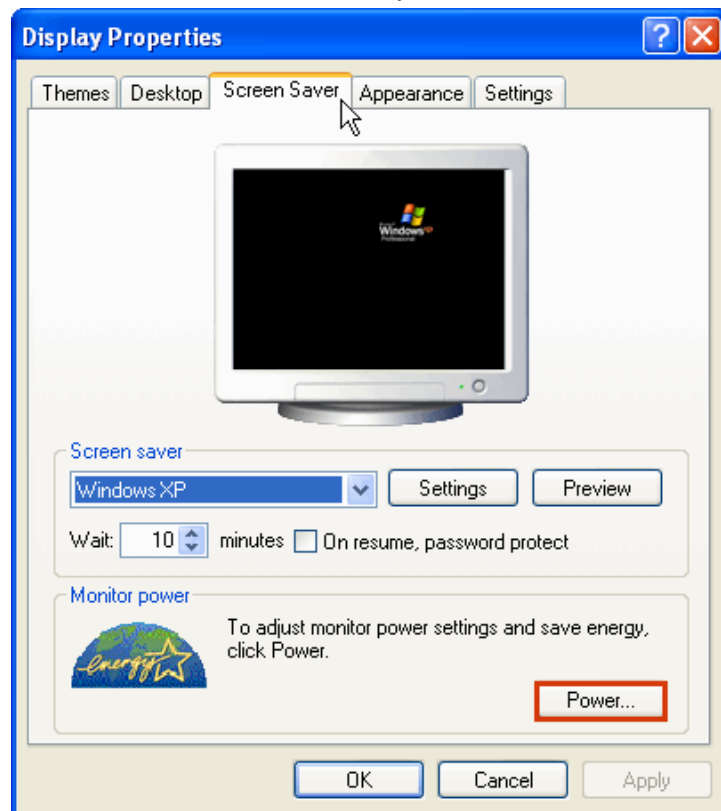 Display Properties
Themes Desktop Screen Saver Appearance Settings
Windows xp
Professional
Screen saver
Windows XP Settings Preview
Wait: 10 minutes On resume, password protect
Monitor power
To adjust monitor power settings and save energy,
click Power.
energy
Power...
OK Cancel Apply